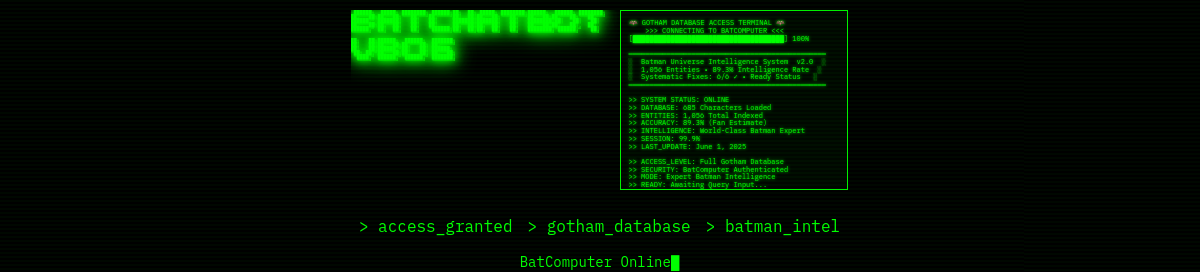 BATCHATBOT
V806
GOTHAM DATABASE ACCESS TERMINAL
>>> CONNECTING TO BATCOMPUTER <<<
[████████████████████████████████████] 100%
Batman Universe Intelligence System v2.0
1,056 Entities • 89.3% Intelligence Rate
Systematic Fixes: 6/6 ✓ • Ready Status
>> SYSTEM STATUS: ONLINE
>> DATABASE: 685 Characters Loaded
>> ENTITIES: 1,056 Total Indexed
>> ACCURACY: 89.3% (Fan Estimate)
>> INTELLIGENCE: World-Class Batman Expert
>> SESSION: 99.9%
>> LAST_UPDATE: June 1, 2025
>> ACCESS_LEVEL: Full Gotham Database
>> SECURITY: BatComputer Authenticated
>> MODE: Expert Batman Intelligence
>> READY: Awaiting Query Input...
> access_granted > gotham_database > batman_intel
BatComputer Online